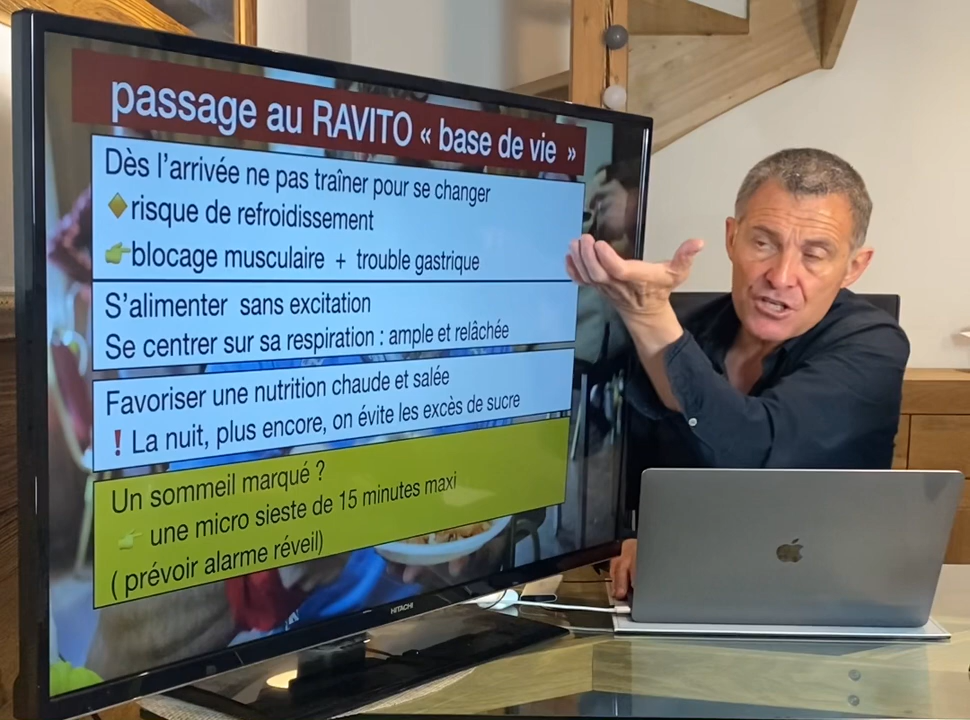 passage au RAVITO « base de vie »
Dès l’arrivée ne pas traîner pour se changer
risque de refroidissement
blocage musculaire + trouble gastrique
S’alimenter sans excitation
Se centrer sur sa respiration : ample et relâchée
Favoriser une nutrition chaude et salée
❗La nuit, plus encore, on évite les excès de sucre
Un sommeil marqué ?
une micro sieste de 15 minutes maxi
( prévoir alarme réveil)
HITACHI